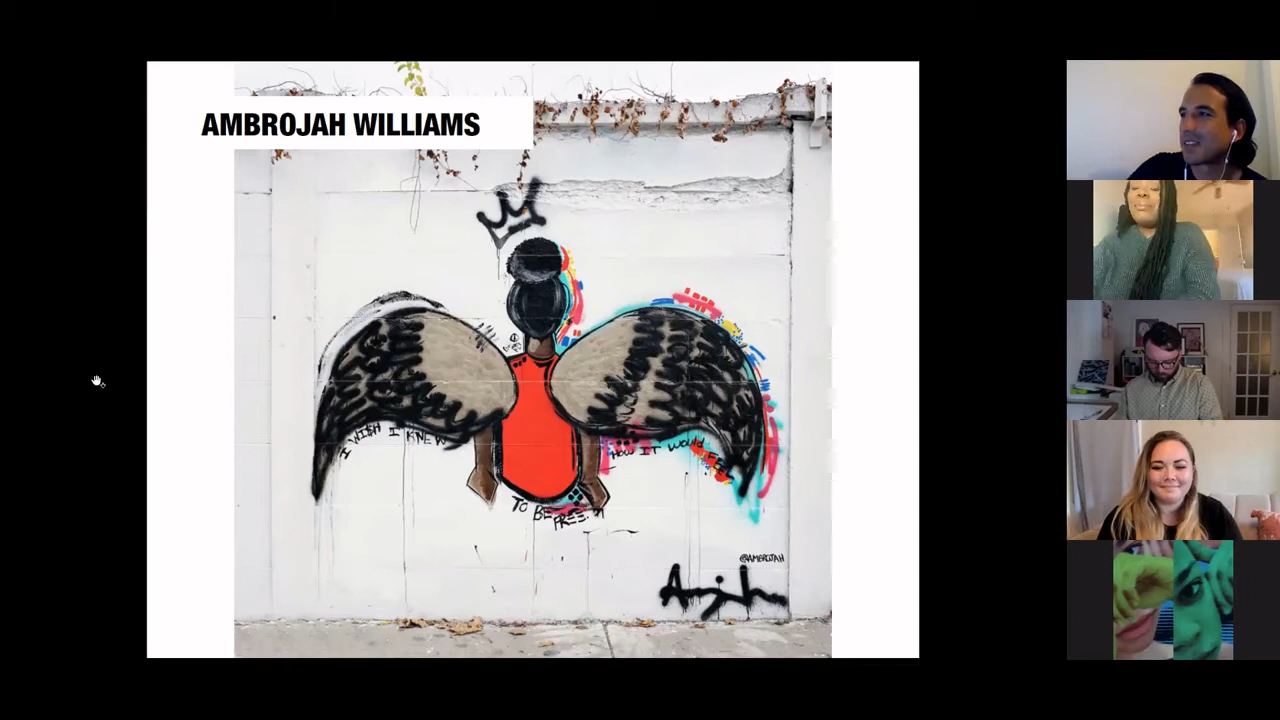 AMBROJAH WILLIAMS
I WISH I KNEW
HOW IT WOULD FEEL
TO BE
FREE.
@AMBROJAH